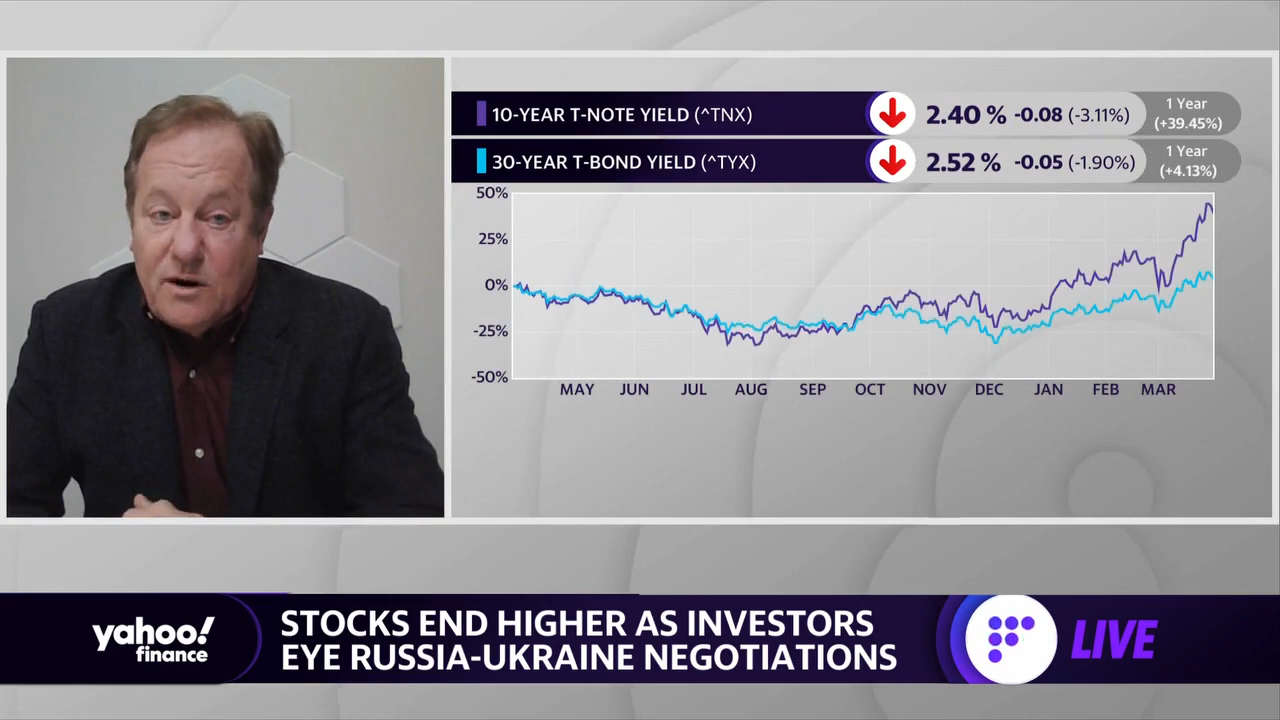 10-YEAR T-NOTE YIELD (^TNX) 2.40 % -0.08 (-3.11%) 1 Year (+39.45%)
30-YEAR T-BOND YIELD (^TYX) 2.52 % -0.05 (-1.90%) 1 Year (+4.13%)
50%
25%
0%
-25%
-50%
MAY JUN JUL AUG SEP OCT NOV DEC JAN FEB MAR
yahoo!
finance
STOCKS END HIGHER AS INVESTORS
EYE RUSSIA-UKRAINE NEGOTIATIONS
LIVE